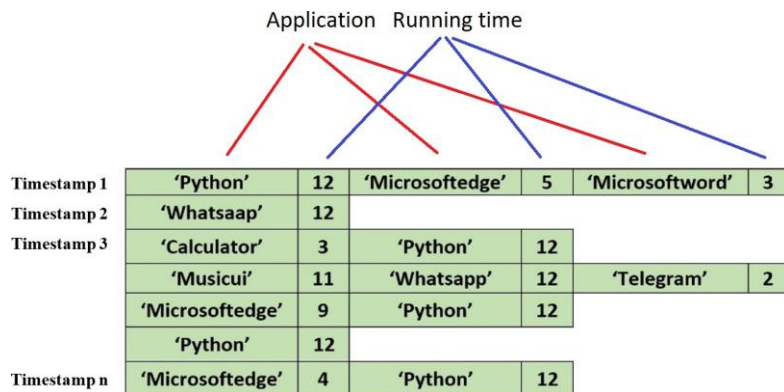 Application Running time
Timestamp 1 ‘Python’ 12 ‘Microsoftedge’ 5 ‘Microsoftword’ 3
Timestamp 2 ‘Whatsaap’ 12
Timestamp 3 ‘Calculator’ 3 ‘Python’ 12
‘Musicui’ 11 ‘Whatsapp’ 12 ‘Telegram’ 2
‘Microsoftedge’ 9 ‘Python’ 12
‘Python’ 12
Timestamp n ‘Microsoftedge’ 4 ‘Python’ 12